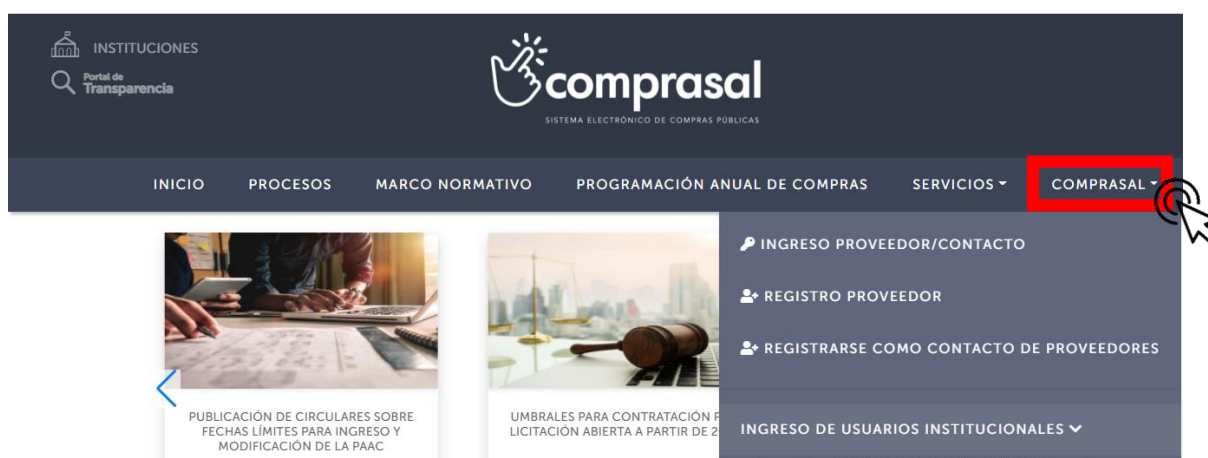 INSTITUCIONES
Portal de
Transparencia
comprasal
SISTEMA ELECTRÓNICO DE COMPRAS PÚBLICAS
INICIO PROCESOS MARCO NORMATIVO PROGRAMACIÓN ANUAL DE COMPRAS SERVICIOS COMPRASAL
INGRESO PROVEEDOR/CONTACTO
REGISTRO PROVEEDOR
REGISTRARSE COMO CONTACTO DE PROVEEDORES
INGRESO DE USUARIOS INSTITUCIONALES
PUBLICACIÓN DE CIRCULARES SOBRE
FECHAS LÍMITES PARA INGRESO Y
MODIFICACIÓN DE LA PAAC
UMBRALES PARA CONTRATACIÓN
LICITACIÓN ABIERTA A PARTIR DE